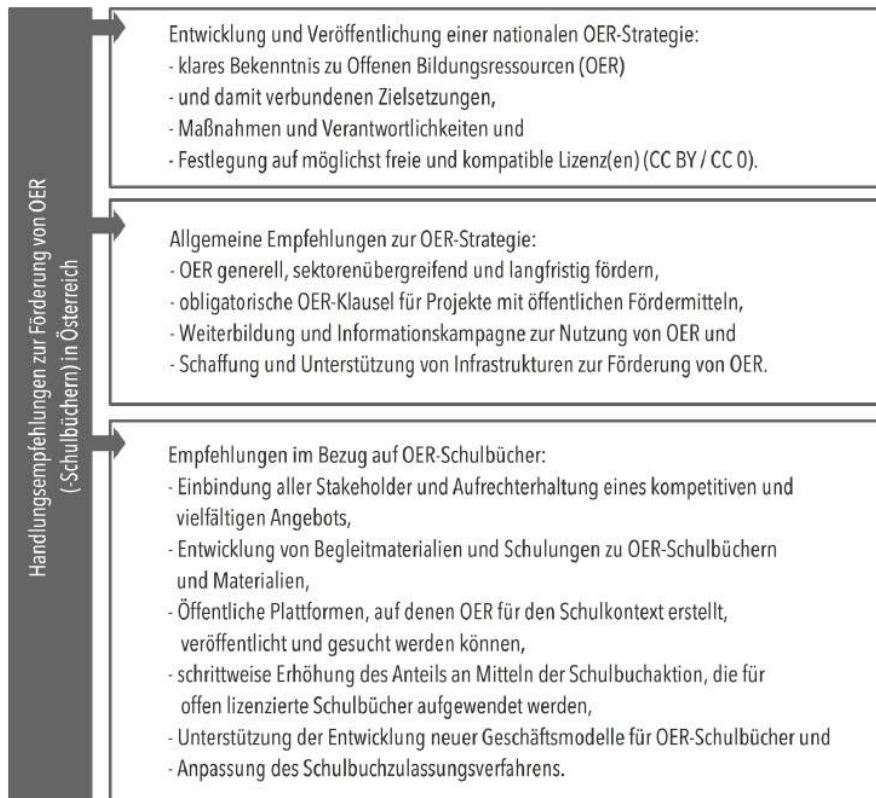 Handlungsempfehlungen zur Förderung von OER
(-Schulbüchern) in Österreich
Entwicklung und Veröffentlichung einer nationalen OER-Strategie:
- klares Bekenntnis zu Offenen Bildungsressourcen (OER)
- und damit verbundenen Zielsetzungen,
- Maßnahmen und Verantwortlichkeiten und
- Festlegung auf möglichst freie und kompatible Lizenz(en) (CC BY / CC 0).
Allgemeine Empfehlungen zur OER-Strategie:
- OER generell, sektorenübergreifend und langfristig fördern,
- obligatorische OER-Klausel für Projekte mit öffentlichen Fördermitteln,
- Weiterbildung und Informationskampagne zur Nutzung von OER und
- Schaffung und Unterstützung von Infrastrukturen zur Förderung von OER.
Empfehlungen im Bezug auf OER-Schulbücher:
- Einbindung aller Stakeholder und Aufrechterhaltung eines kompetitiven und
vielfältigen Angebots,
- Entwicklung von Begleitmaterialien und Schulungen zu OER-Schulbüchern
und Materialien,
- Öffentliche Plattformen, auf denen OER für den Schulkontext erstellt,
veröffentlicht und gesucht werden können,
- schrittweise Erhöhung des Anteils an Mitteln der Schulbuchaktion, die für
offen lizenzierte Schulbücher aufgewendet werden,
- Unterstützung der Entwicklung neuer Geschäftsmodelle für OER-Schulbücher und
- Anpassung des Schulbuchzulassungsverfahrens.